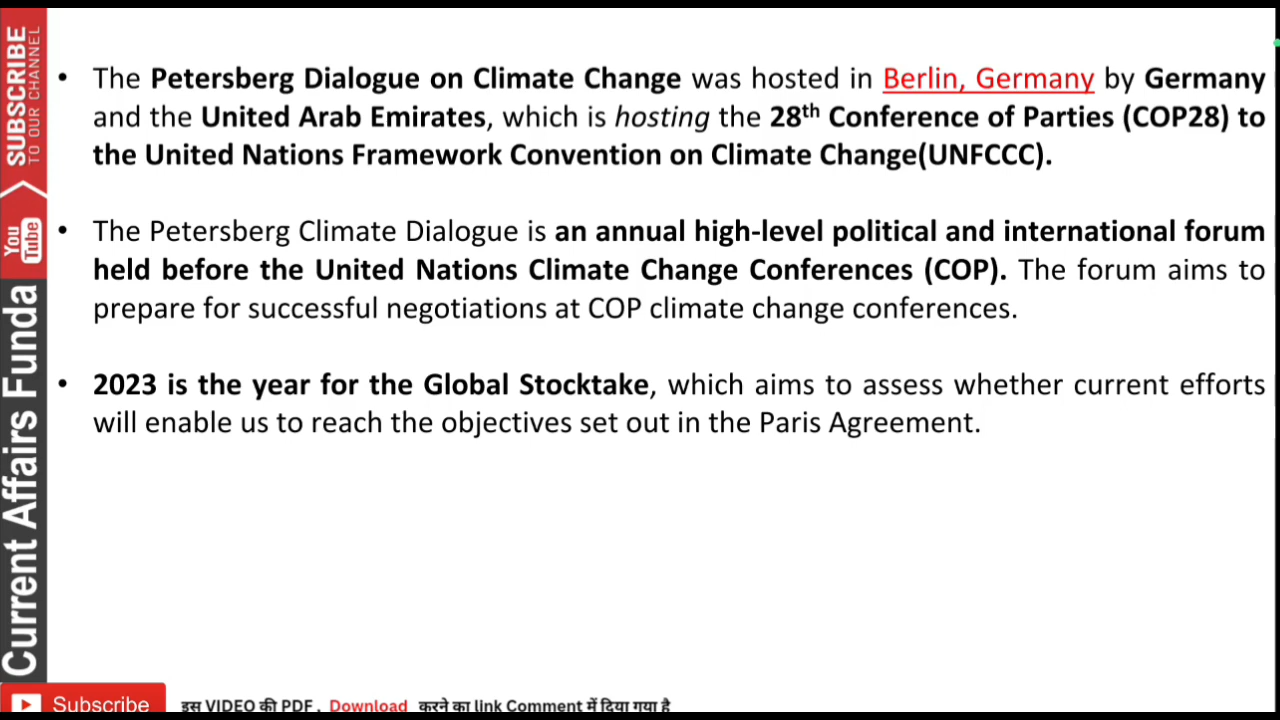 SUBSCRIBE
TO OUR CHANNEL
You
Tube
Current Affairs Funda
• The Petersberg Dialogue on Climate Change was hosted in Berlin, Germany by Germany
and the United Arab Emirates, which is hosting the 28th Conference of Parties (COP28) to
the United Nations Framework Convention on Climate Change(UNFCCC).
• The Petersberg Climate Dialogue is an annual high-level political and international forum
held before the United Nations Climate Change Conferences (COP). The forum aims to
prepare for successful negotiations at COP climate change conferences.
• 2023 is the year for the Global Stocktake, which aims to assess whether current efforts
will enable us to reach the objectives set out in the Paris Agreement.
Subscribe
इस VIDEO की PDF , Download करने का link Comment में दिया गया है